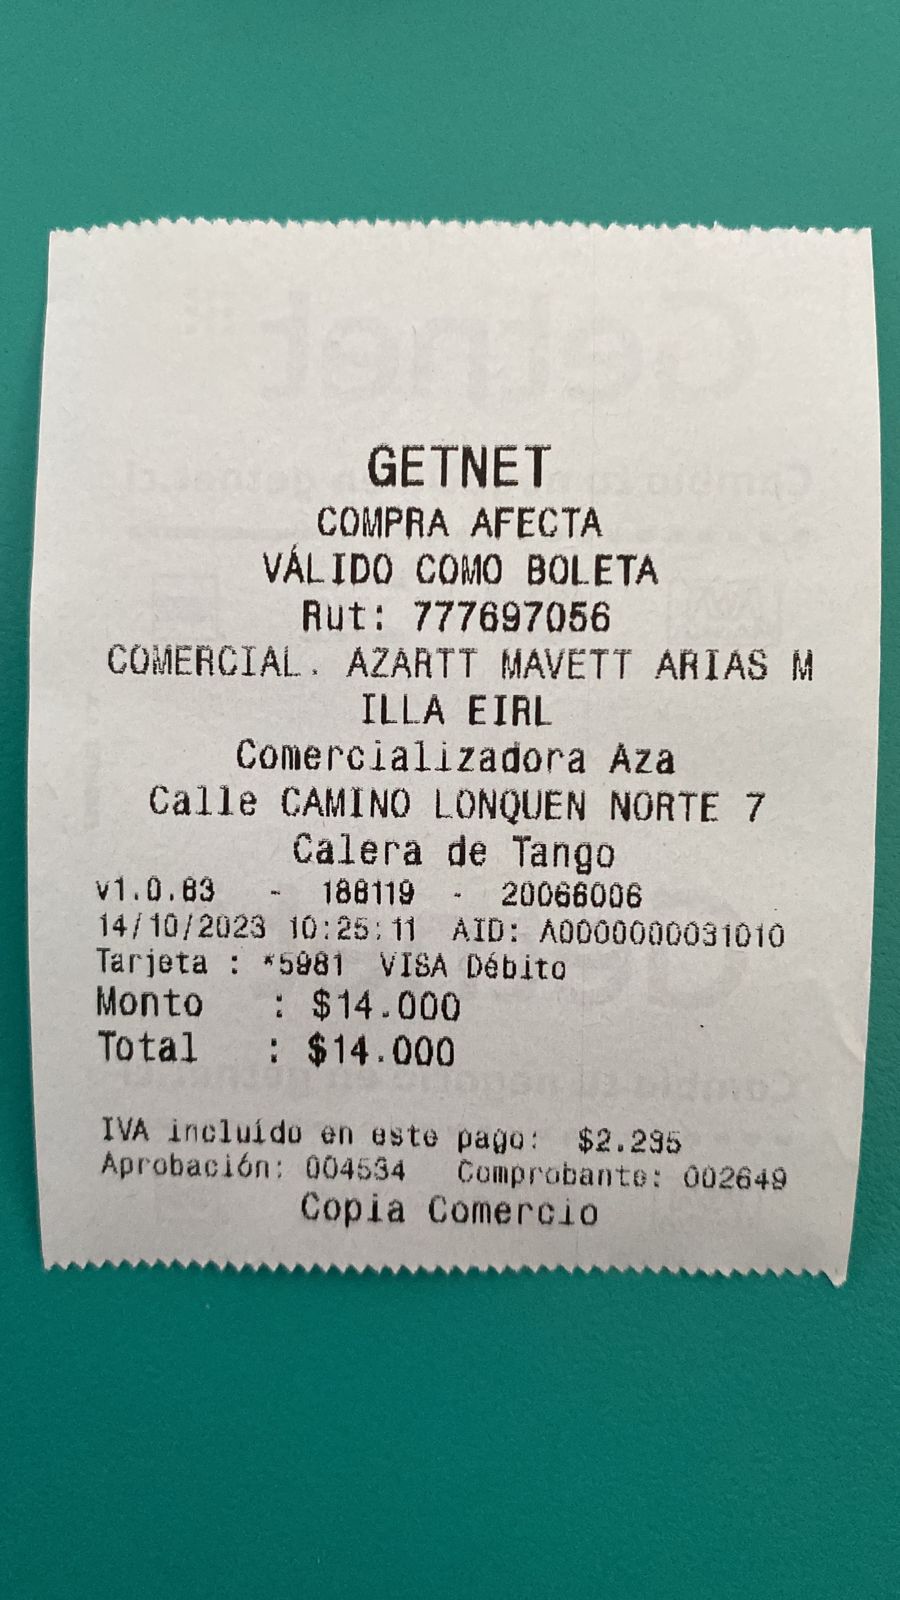 GETNET
COMPRA AFECTA
VÁLIDO COMO BOLETA
Rut: 777697056
COMERCIAL. AZARTT MAVETT ARIAS M
ILLA EIRL
Comercializadora Aza
Calle CAMINO LONQUEN NORTE 7
Calera de Tango
v1.0.83 - 188119 - 20066006
14/10/2023 10:25:11 AID: A0000000031010
Tarjeta : *5981 VISA Débito
Monto : $14.000
Total : $14.000
IVA incluído en este pago: $2.235
Aprobación: 004534 Comprobante: 002649
Copia Comercio